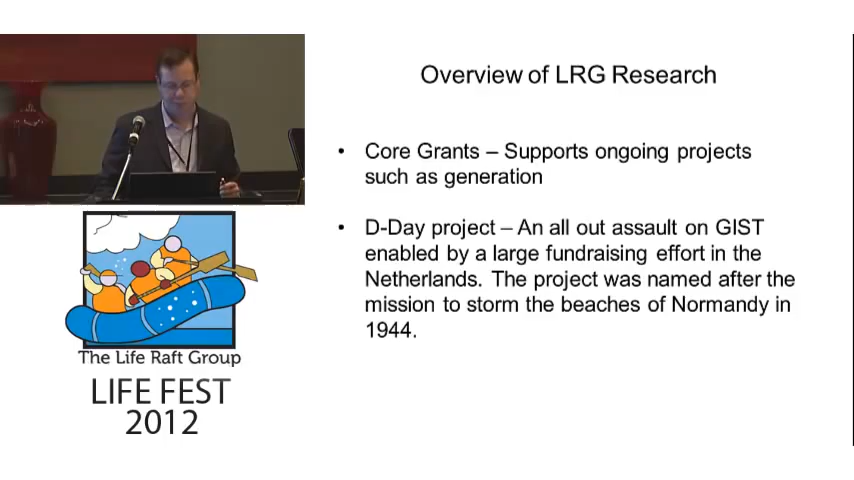 Overview of LRG Research
• Core Grants – Supports ongoing projects
such as generation
• D-Day project – An all out assault on GIST
enabled by a large fundraising effort in the
Netherlands. The project was named after the
mission to storm the beaches of Normandy in
1944.
The Life Raft Group
LIFE FEST
2012